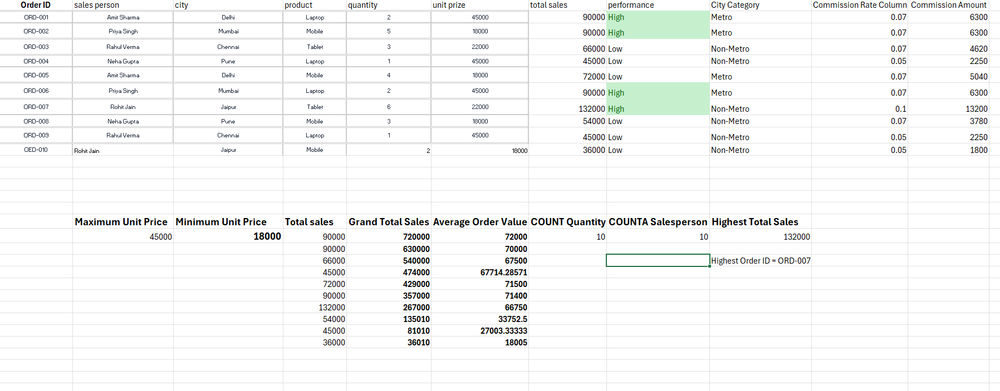 Order ID sales person city product quantity unit prize total sales performance City Category Commission Rate Column Commission Amount
ORD-001 Amit Sharma Delhi Laptop 2 45000 90000 High Metro 0.07 6300
ORD-002 Priya Singh Mumbai Mobile 5 18000 90000 High Metro 0.07 6300
ORD-003 Rahul Verma Chennai Tablet 3 22000 66000 Low Non-Metro 0.07 4620
ORD-004 Neha Gupta Pune Laptop 1 45000 45000 Low Non-Metro 0.05 2250
ORD-005 Amit Sharma Delhi Mobile 4 18000 72000 Low Metro 0.07 5040
ORD-006 Priya Singh Mumbai Laptop 2 45000 90000 High Metro 0.07 6300
ORD-007 Rohit Jain Jaipur Tablet 6 22000 132000 High Non-Metro 0.1 13200
ORD-008 Neha Gupta Pune Mobile 3 18000 54000 Low Non-Metro 0.07 3780
ORD-009 Rahul Verma Chennai Laptop 1 45000 45000 Low Non-Metro 0.05 2250
OED-010 Rohit Jain Jaipur Mobile 2 18000 36000 Low Non-Metro 0.05 1800
Maximum Unit Price Minimum Unit Price Total sales Grand Total Sales Average Order Value COUNT Quantity COUNTA Salesperson Highest Total Sales
45000 18000 90000 720000 72000 10 10 132000
90000 630000 70000
66000 540000 67500 Highest Order ID = ORD-007
45000 474000 67714.28571
72000 429000 71500
90000 357000 71400
132000 267000 66750
54000 135010 33752.5
45000 81010 27003.33333
36000 36010 18005